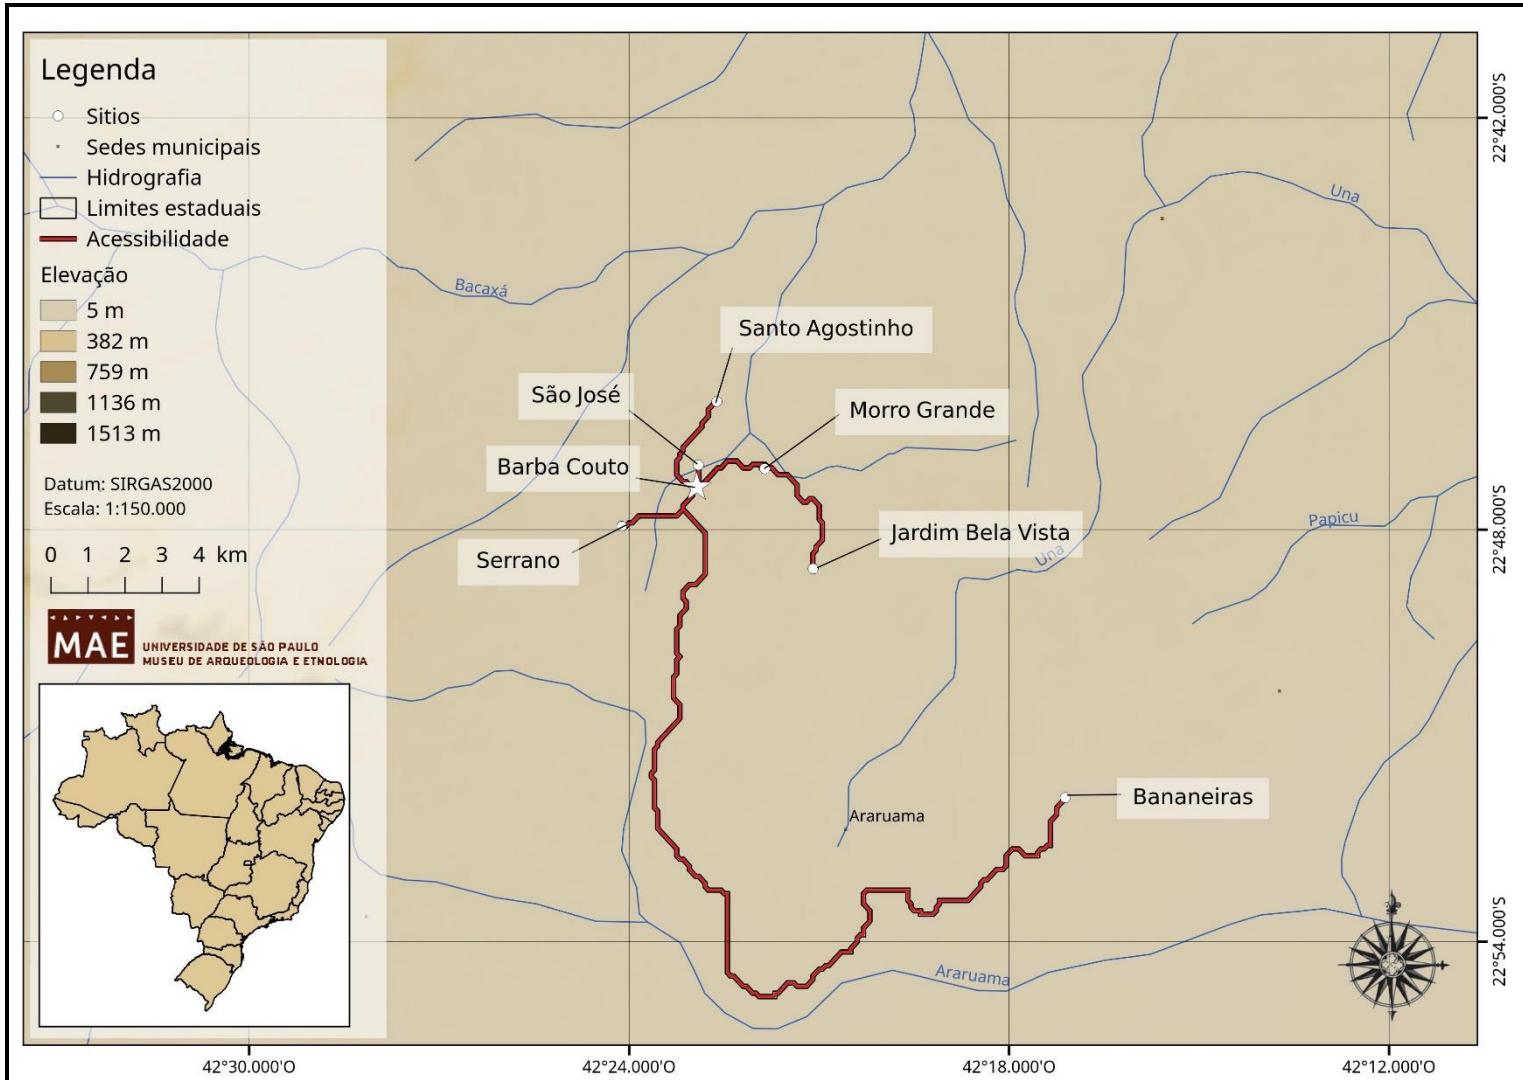 Legenda
Sitios
Sedes municipais
Hidrografia
Limites estaduais
Acessibilidade
Elevação
5 m
382 m
759 m
1136 m
1513 m
Datum: SIRGAS2000
Escala: 1:150.000
0 1 2 3 4 km
MAE
UNIVERSIDADE DE SÃO PAULO
MUSEU DE ARQUEOLOGIA E ETNOLOGIA
Una
Bacaxá
Santo Agostinho
São José
Morro Grande
Barba Couto
Jardim Bela Vista
Serrano
Papicu
Una
Bananeiras
Araruama
Araruama
22°42.000'S
22°48.000'S
22°54.000'S
42°30.000'O
42°24.000'O
42°18.000'O
42°12.000'O